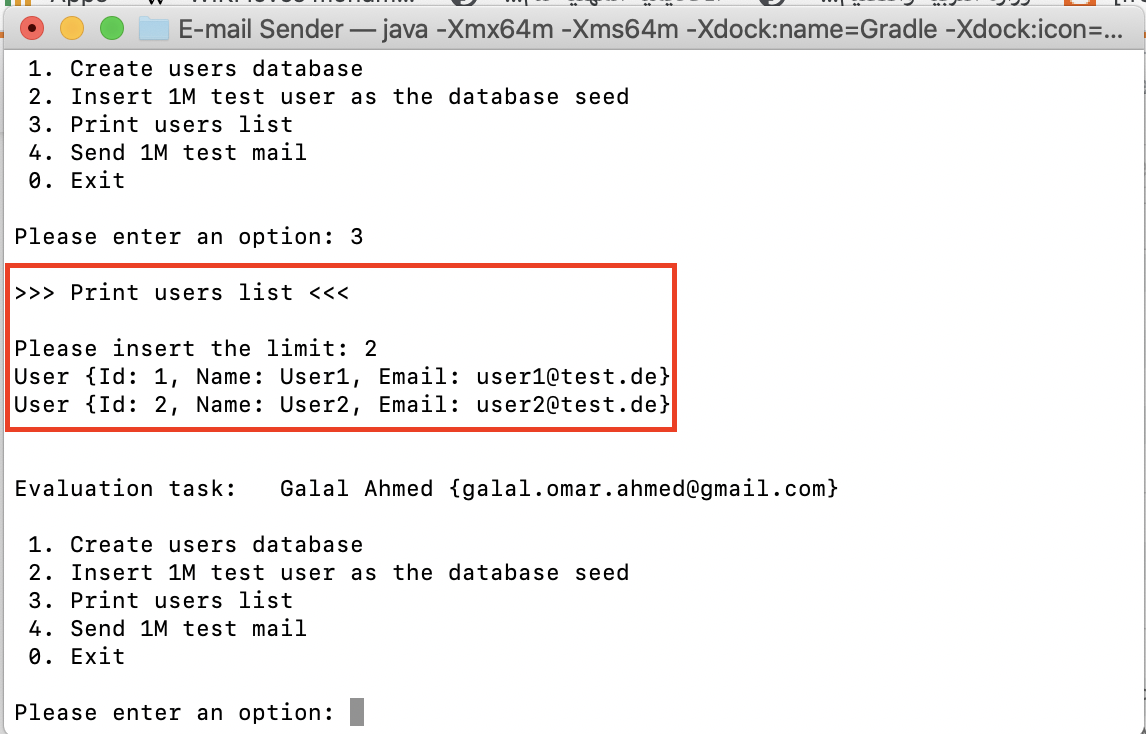 E-mail Sender — java -Xmx64m -Xms64m -Xdock:name=Gradle -Xdock:icon=...
1. Create users database
2. Insert 1M test user as the database seed
3. Print users list
4. Send 1M test mail
0. Exit
Please enter an option: 3
>>> Print users list <<<
Please insert the limit: 2
User {Id: 1, Name: User1, Email: user1@test.de}
User {Id: 2, Name: User2, Email: user2@test.de}
Evaluation task:   Galal Ahmed {galal.omar.ahmed@gmail.com}
1. Create users database
2. Insert 1M test user as the database seed
3. Print users list
4. Send 1M test mail
0. Exit
Please enter an option: